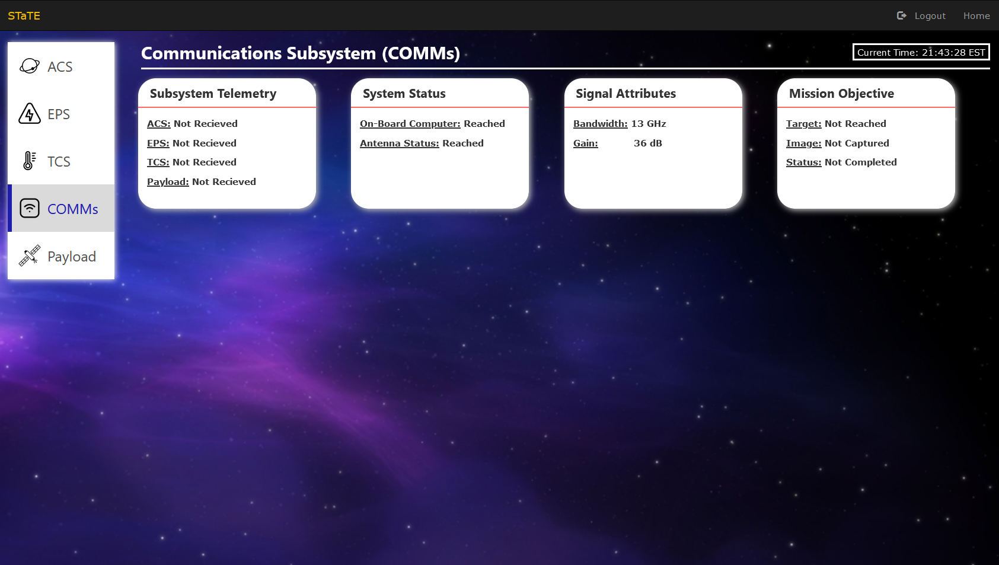 STaTE
Logout Home
ACS
EPS
TCS
COMMs
Payload
Communications Subsystem (COMMs)
Current Time: 21:43:28 EST
Subsystem Telemetry
ACS: Not Recieved
EPS: Not Recieved
TCS: Not Recieved
Payload: Not Recieved
System Status
On-Board Computer: Reached
Antenna Status: Reached
Signal Attributes
Bandwidth: 13 GHz
Gain: 36 dB
Mission Objective
Target: Not Reached
Image: Not Captured
Status: Not Completed